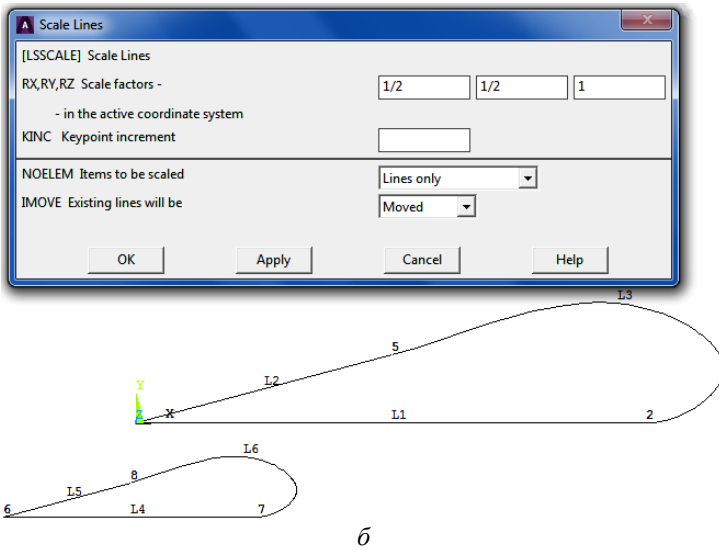 Scale Lines
[LSSCALE] Scale Lines
RX,RY,RZ Scale factors -
1/2 1/2 1
- in the active coordinate system
KINC Keypoint increment
NOELEM Items to be scaled
Lines only
IMOVE Existing lines will be
Moved
OK Apply Cancel Help
L3
5
Y
L2
Z X L1 2
L6
8
L5
6 L4 7
б